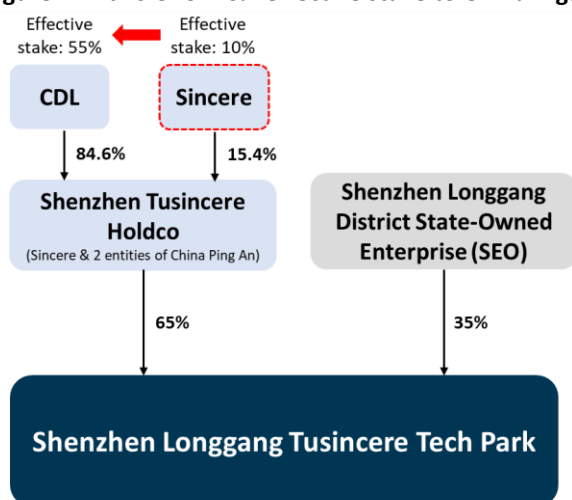 Effective
stake: 55%
Effective
stake: 10%
CDL
Sincere
84.6%
15.4%
Shenzhen Tusincere
Holdco
(Sincere & 2 entities of China Ping An)
Shenzhen Longgang
District State-Owned
Enterprise (SEO)
65%
35%
Shenzhen Longgang Tusincere Tech Park